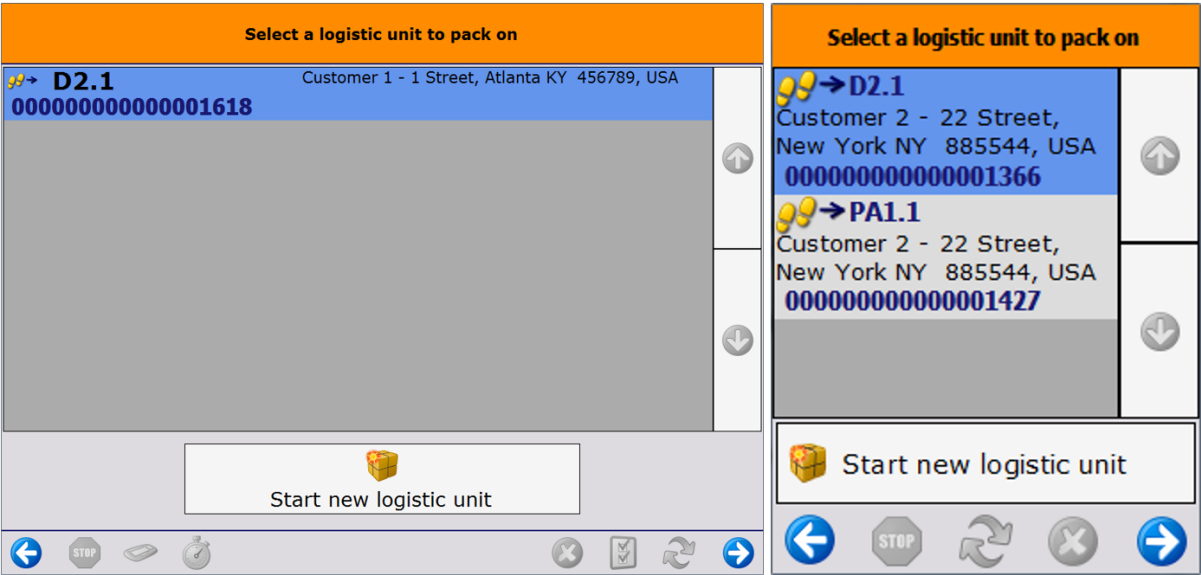 Select a logistic unit to pack on
D2.1 Customer 1 - 1 Street, Atlanta KY 456789, USA
000000000000001618
Start new logistic unit
STOP
Select a logistic unit to pack on
D2.1
Customer 2 - 22 Street,
New York NY 885544, USA
000000000000001366
PA1.1
Customer 2 - 22 Street,
New York NY 885544, USA
000000000000001427
Start new logistic unit
STOP